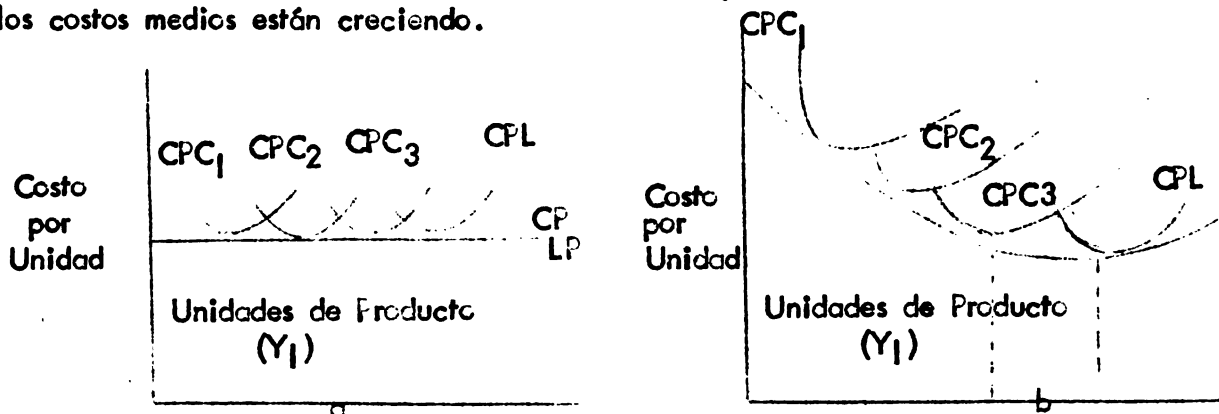 los costos medios están creciendo.
CPC1 CPC2 CPC3 CPL
Costo
por
Unidad
CP
LP
Unidades de Producto
(Y1)
a
CPC1
CPC2
CPC3 CPL
Costo
por
Unidad
Unidades de Producto
(Y1)
b